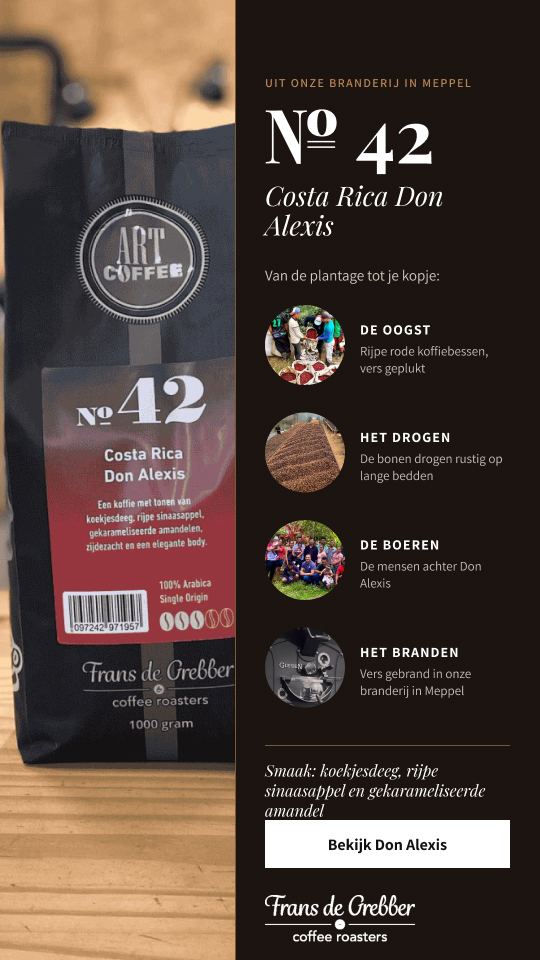 ART
COFFEE
Nº 42
Costa Rica
Don Alexis
Een koffie met tonen van
koekjesdeeg, rijpe sinaasappel,
gekarameliseerde amandelen,
zijdezacht en een elegante body.
100% Arabica
Single Origin
097242 971957
Frans de Grebber
coffee roasters
1000 gram
UIT ONZE BRANDERIJ IN MEPPEL
Nº 42
Costa Rica Don
Alexis
Van de plantage tot je kopje:
DE OOGST
Rijpe rode koffiebessen,
vers geplukt
HET DROGEN
De bonen drogen rustig op
lange bedden
DE BOEREN
De mensen achter Don
Alexis
GIESEN
HET BRANDEN
Vers gebrand in onze
branderij in Meppel
Smaak: koekjesdeeg, rijpe
sinaasappel en gekarameliseerde
amandel
Bekijk Don Alexis
Frans de Grebber
coffee roasters